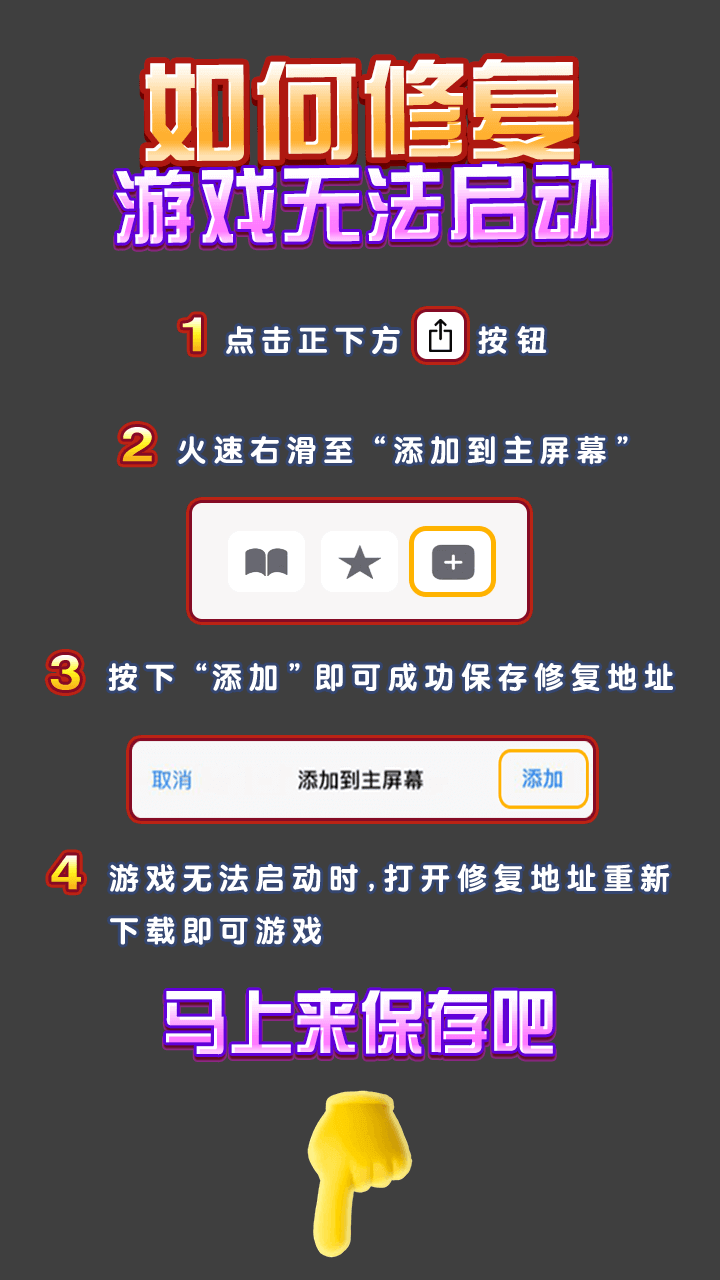 如何修复
游戏无法启动
1 点击正下方 按钮
2 火速右滑至“添加到主屏幕”
3 按下“添加”即可成功保存修复地址
取消 添加到主屏幕 添加
4 游戏无法启动时,打开修复地址重新
下载即可游戏
马上来保存吧